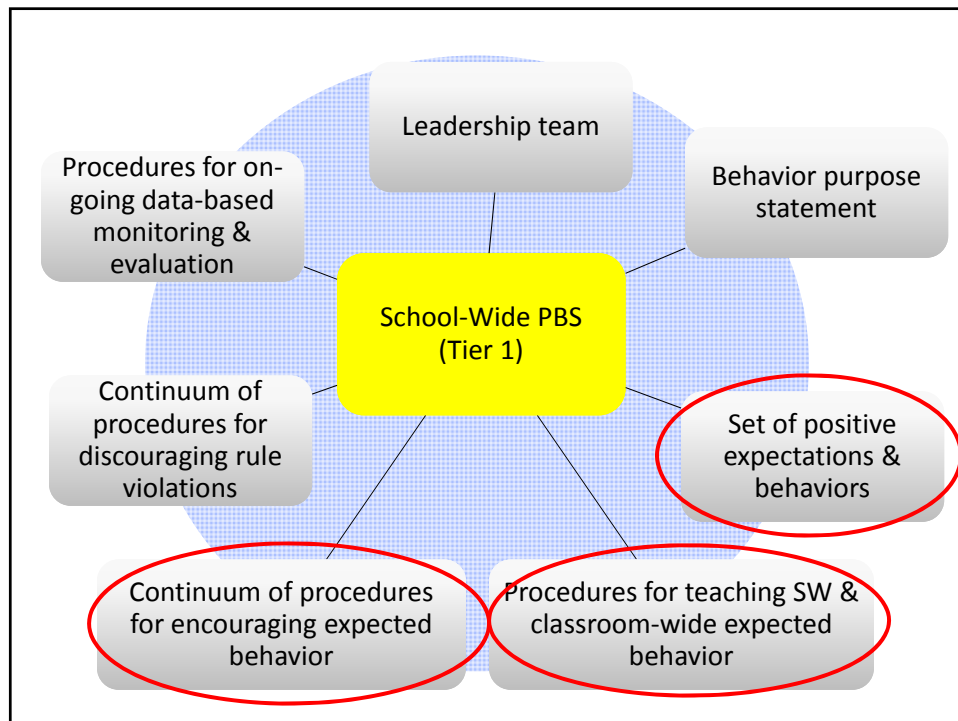 Leadership team
Behavior purpose
statement
Procedures for on-
going data-based
monitoring &
evaluation
School-Wide PBS
(Tier 1)
Continuum of
procedures for
discouraging rule
violations
Set of positive
expectations &
behaviors
Continuum of procedures
for encouraging expected
behavior
Procedures for teaching SW &
classroom-wide expected
behavior